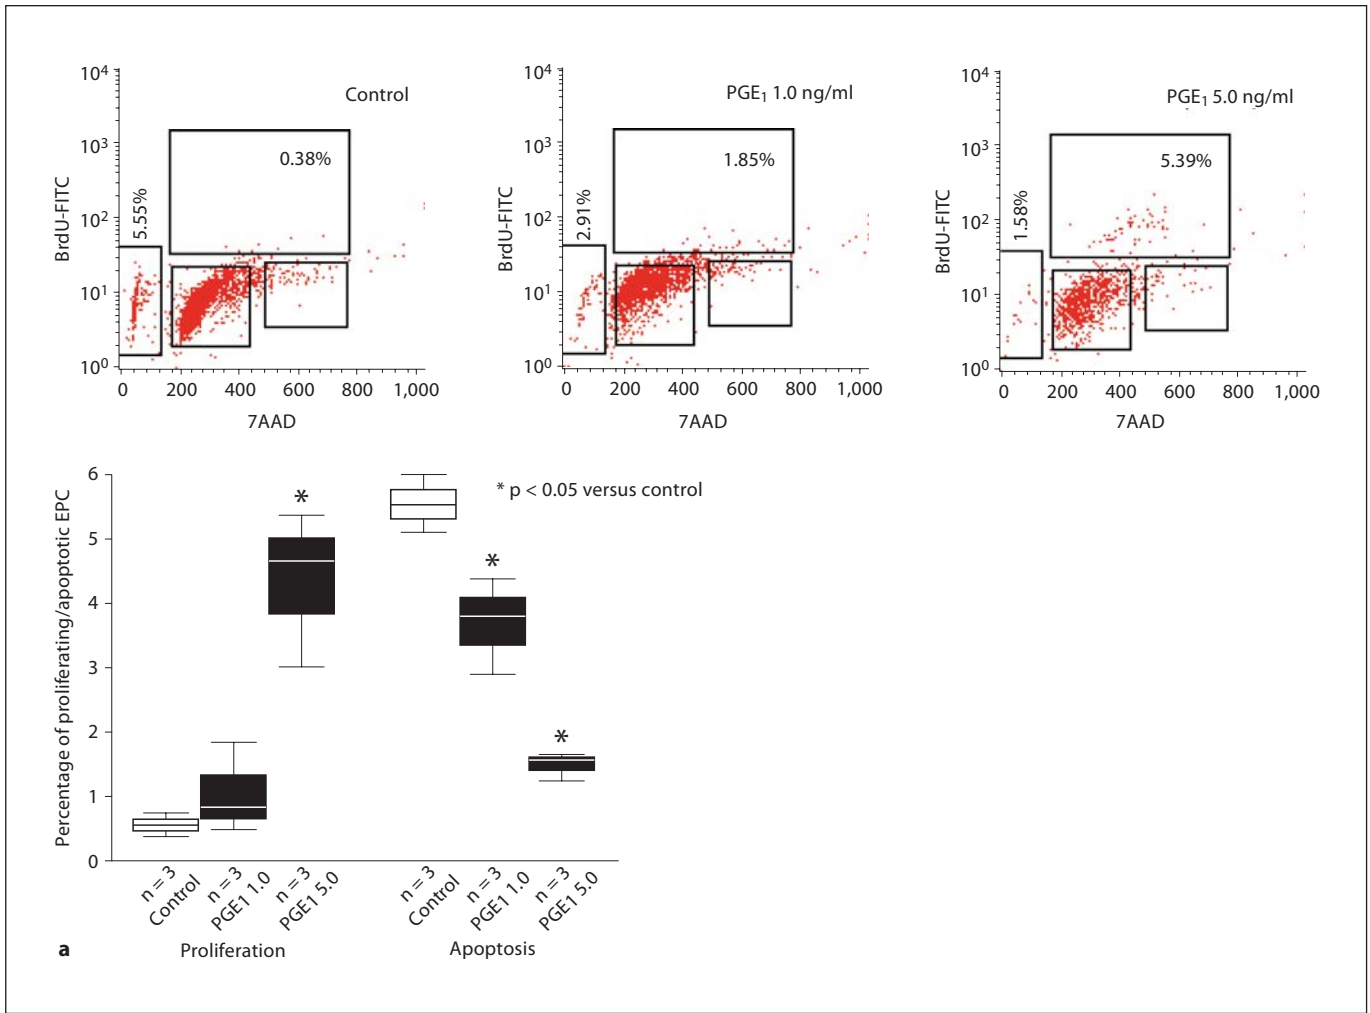 Control
10⁴
10³
10²
10¹
10⁰
BrdU-FITC
5.55%
0.38%
0 200 400 600 800 1,000
7AAD
PGE₁ 1.0 ng/ml
10⁴
10³
10²
10¹
10⁰
BrdU-FITC
2.91%
1.85%
0 200 400 600 800 1,000
7AAD
PGE₁ 5.0 ng/ml
10⁴
10³
10²
10¹
10⁰
BrdU-FITC
1.58%
5.39%
0 200 400 600 800 1,000
7AAD
Percentage of proliferating/apoptotic EPC
6
5
4
3
2
1
0
*
*
*
* p < 0.05 versus control
n = 3
Control
n = 3
PGE1 1.0
n = 3
PGE1 5.0
n = 3
Control
n = 3
PGE1 1.0
n = 3
PGE1 5.0
Proliferation
Apoptosis
a